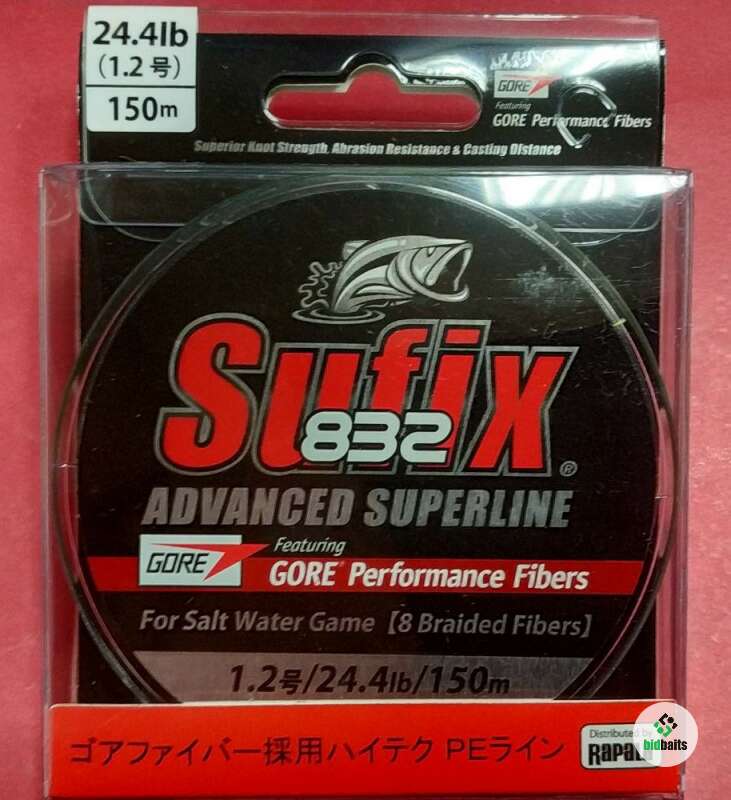 24.4lb
(1.2号)
150m
GORE
Featuring
GORE Performance Fibers
Superior Knot Strength, Abrasion Resistance & Casting Distance
Sufix®
832
ADVANCED SUPERLINE
GORE
Featuring
GORE® Performance Fibers
For Salt Water Game【8 Braided Fibers】
1.2号/24.4lb/150m
ゴアファイバー採用ハイテク PEライン
Distributed by
bidbaits